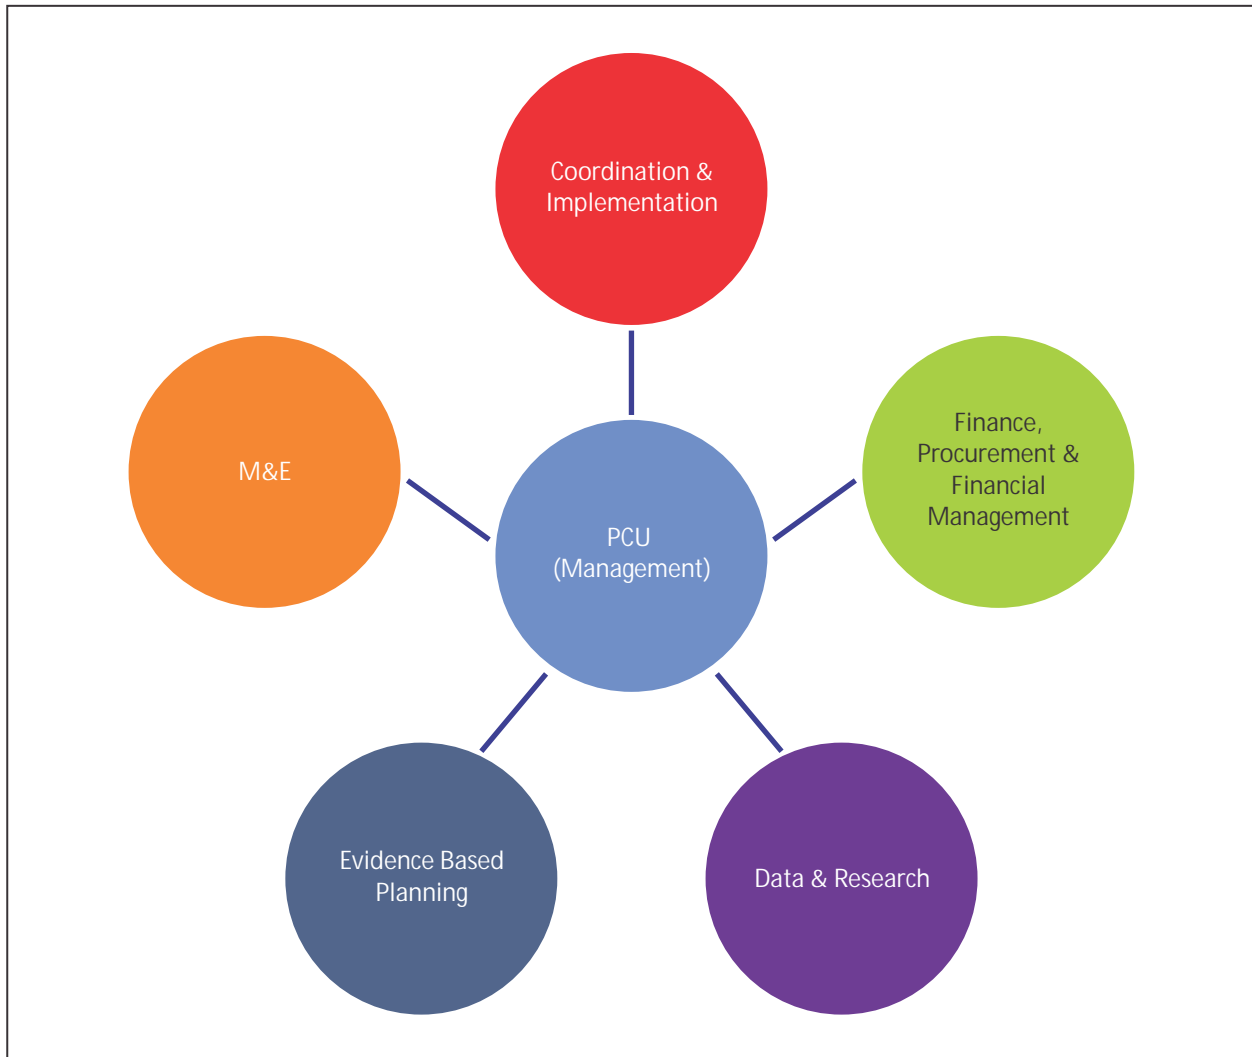 Coordination &
Implementation
Finance,
Procurement &
Financial
Management
M&E
PCU
(Management)
Evidence Based
Planning
Data & Research